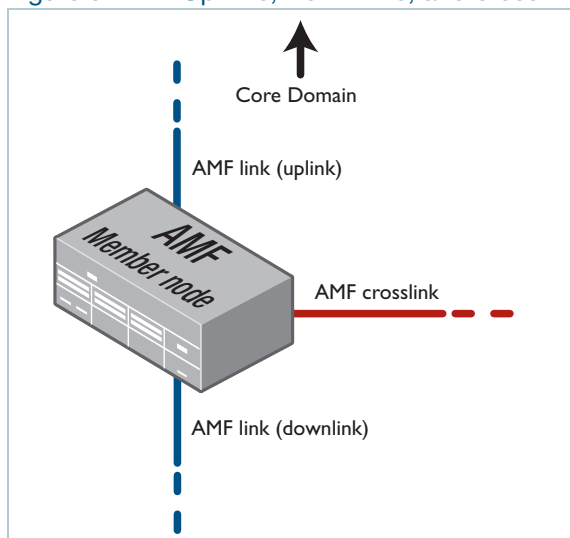 Core Domain
AMF link (uplink)
AMF
Member node
AMF crosslink
AMF link (downlink)